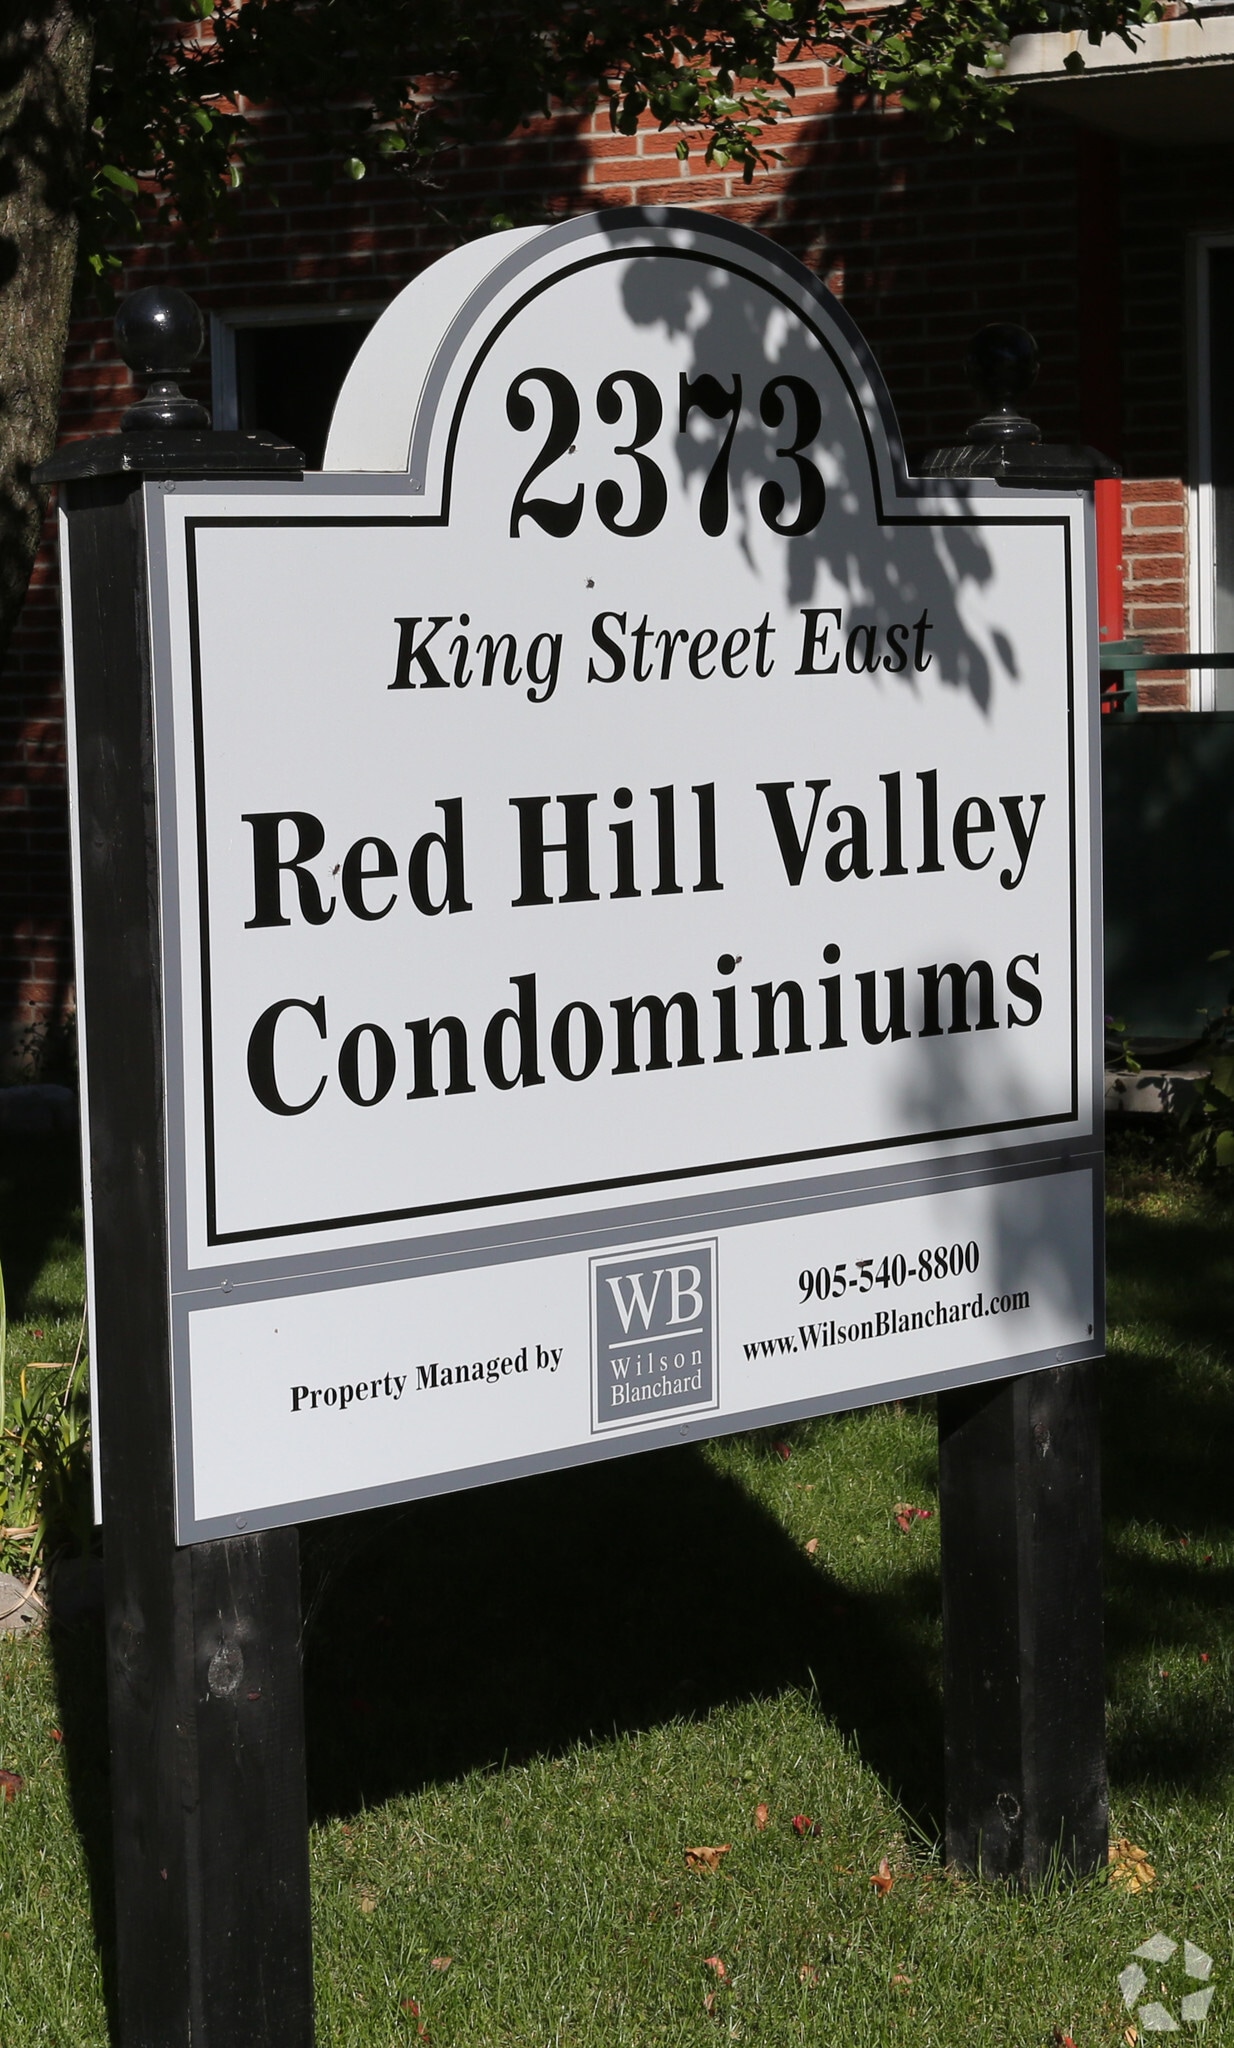 2373
King Street East
Red Hill Valley
Condominiums
Property Managed by
WB
Wilson
Blanchard
905-540-8800
www.WilsonBlanchard.com